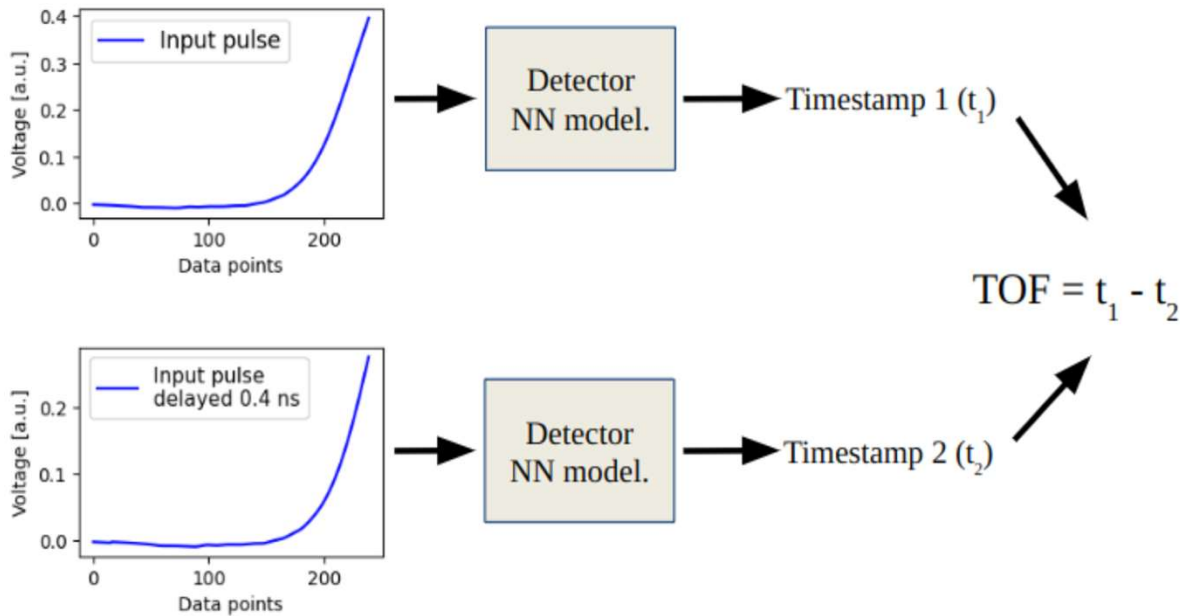 0.4
0.3
0.2
0.1
0.0
Voltage [a.u.]
Input pulse
0
100
200
Data points
Detector
NN model.
Timestamp 1 (t₁)
TOF = t₁ - t₂
0.2
0.1
0.0
Voltage [a.u.]
Input pulse
delayed 0.4 ns
0
100
200
Data points
Detector
NN model.
Timestamp 2 (t₂)